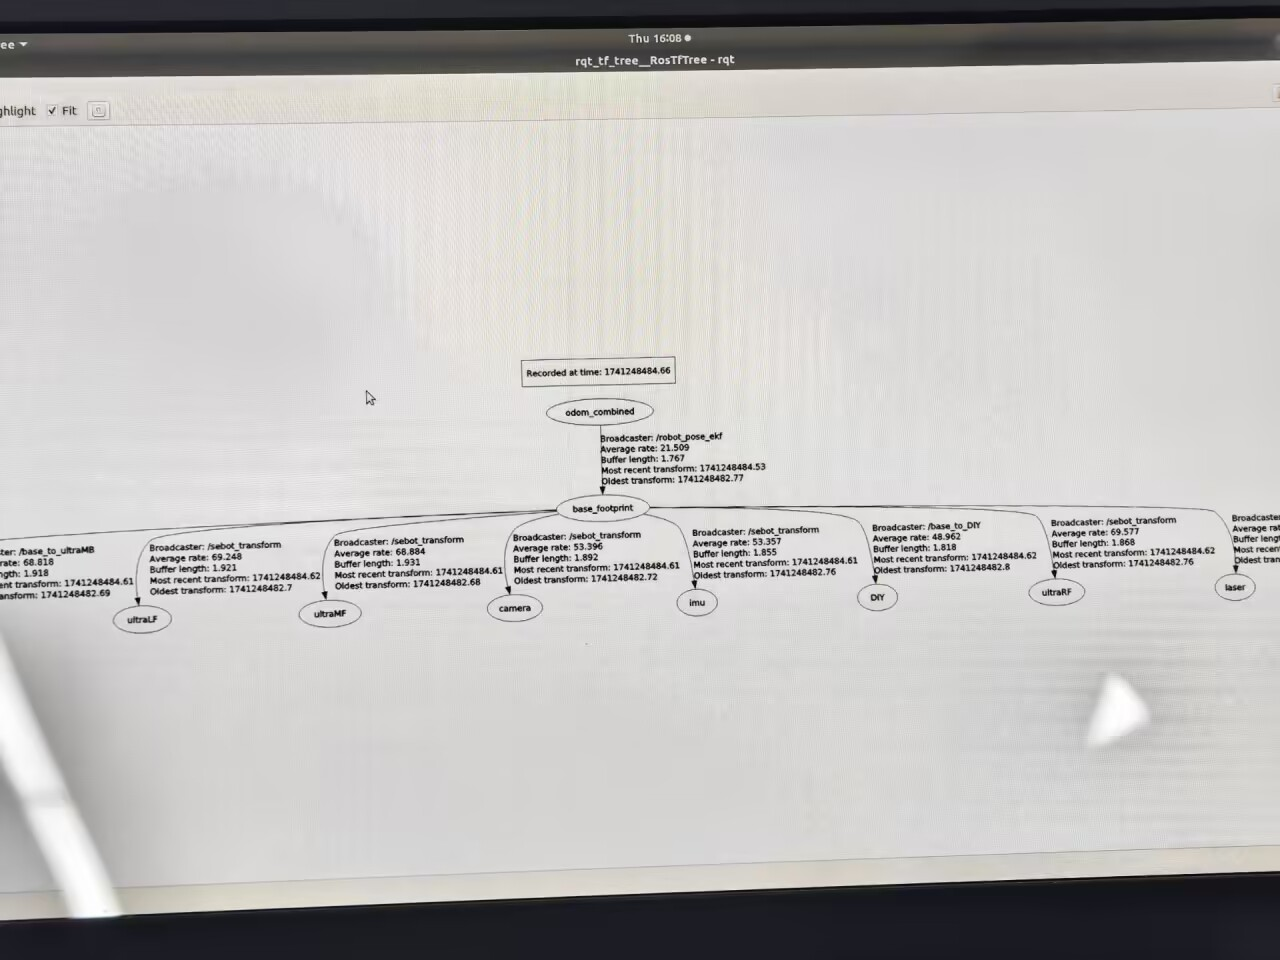 ee
Thu 16:08
rqt_tf_tree__RosTfTree - rqt
ghlight
Fit
Recorded at time: 1741248484.66
odom_combined
Broadcaster: /robot_pose_ekf
Average rate: 21.509
Buffer length: 1.767
Most recent transform: 1741248484.53
Oldest transform: 1741248482.77
base_footprint
ter: /base_to_ultraMB
rate: 68.818
ngth: 1.918
ent transform: 1741248484.61
ansform: 1741248482.69
Broadcaster: /sebot_transform
Average rate: 69.248
Buffer length: 1.921
Most recent transform: 1741248484.62
Oldest transform: 1741248482.7
ultraLF
Broadcaster: /sebot_transform
Average rate: 68.884
Buffer length: 1.931
Most recent transform: 1741248484.61
Oldest transform: 1741248482.68
ultraMF
Broadcaster: /sebot_transform
Average rate: 53.396
Buffer length: 1.892
Most recent transform: 1741248484.61
Oldest transform: 1741248482.72
camera
Broadcaster: /sebot_transform
Average rate: 53.357
Buffer length: 1.855
Most recent transform: 1741248484.61
Oldest transform: 1741248482.76
imu
Broadcaster: /base_to_DIY
Average rate: 48.962
Buffer length: 1.818
Most recent transform: 1741248484.62
Oldest transform: 1741248482.8
DIY
Broadcaster: /sebot_transform
Average rate: 69.577
Buffer length: 1.868
Most recent transform: 1741248484.62
Oldest transform: 1741248482.76
ultraRF
Broadcaster
Average rat
Buffer leng
Most recent
Oldest tran
laser